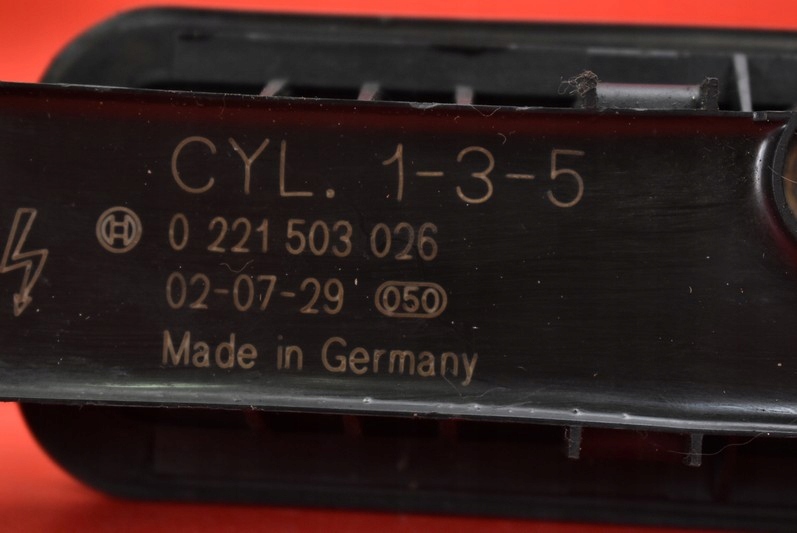 CYL. 1-3-5
H 0 221 503 026
02-07-29 050
Made in Germany